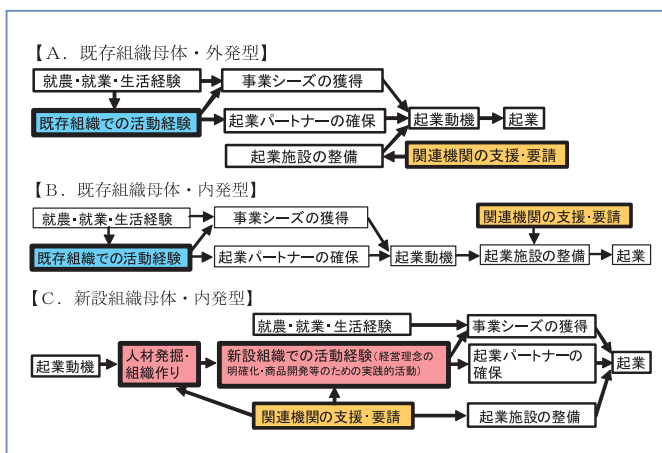 【A．既存組織母体・外発型】
就農・就業・生活経験
事業シーズの獲得
既存組織での活動経験
起業パートナーの確保
起業動機
起業
起業施設の整備
関連機関の支援・要請
【B．既存組織母体・内発型】
就農・就業・生活経験
事業シーズの獲得
関連機関の支援・要請
既存組織での活動経験
起業パートナーの確保
起業動機
起業施設の整備
起業
【C．新設組織母体・内発型】
就農・就業・生活経験
事業シーズの獲得
起業動機
人材発掘・
組織作り
新設組織での活動経験(経営理念の
明確化・商品開発等のための実践的活動)
起業パートナーの
確保
起業
関連機関の支援・要請
起業施設の整備